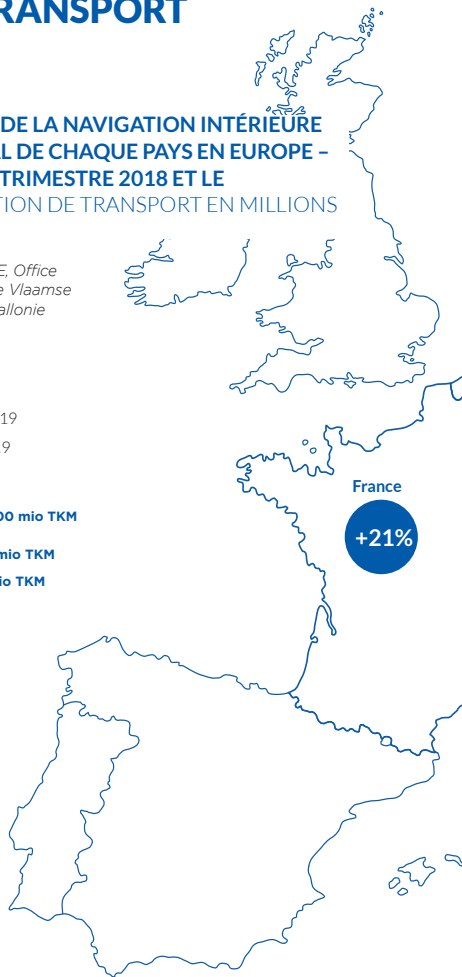 RANSPORT
DE LA NAVIGATION INTÉRIEURE
L DE CHAQUE PAYS EN EUROPE –
TRIMESTRE 2018 ET LE
TION DE TRANSPORT EN MILLIONS
E, Office
e Vlaamse
allonie
19
9
00 mio TKM
mio TKM
io TKM
France
+21%